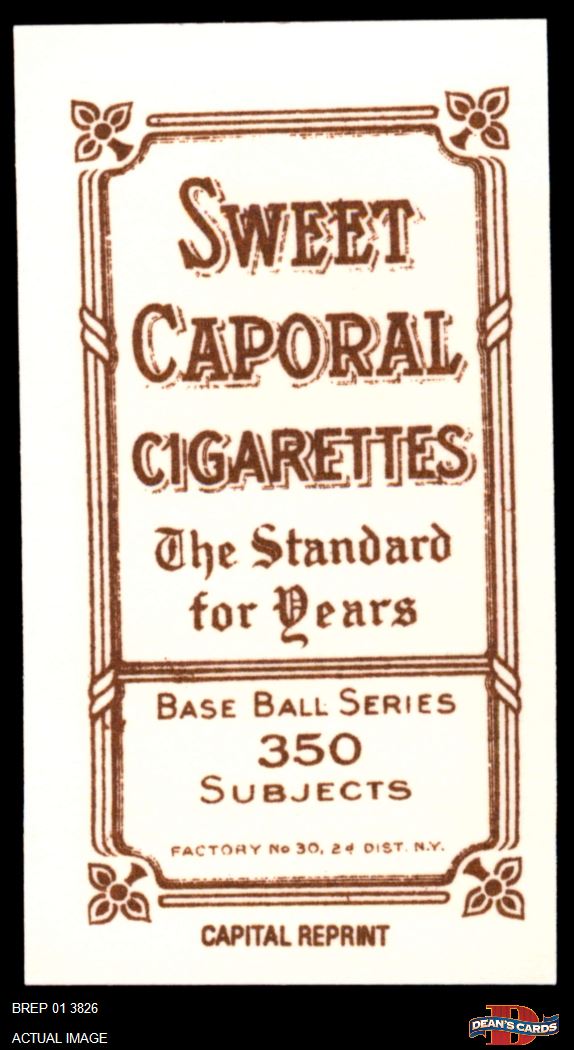 SWEET
CAPORAL
CIGARETTES
The Standard
for Years
BASE BALL SERIES
350
SUBJECTS
FACTORY No 30, 2d DIST. N.Y.
CAPITAL REPRINT
BREP 01 3826
ACTUAL IMAGE
D
DEAN'S CARDS